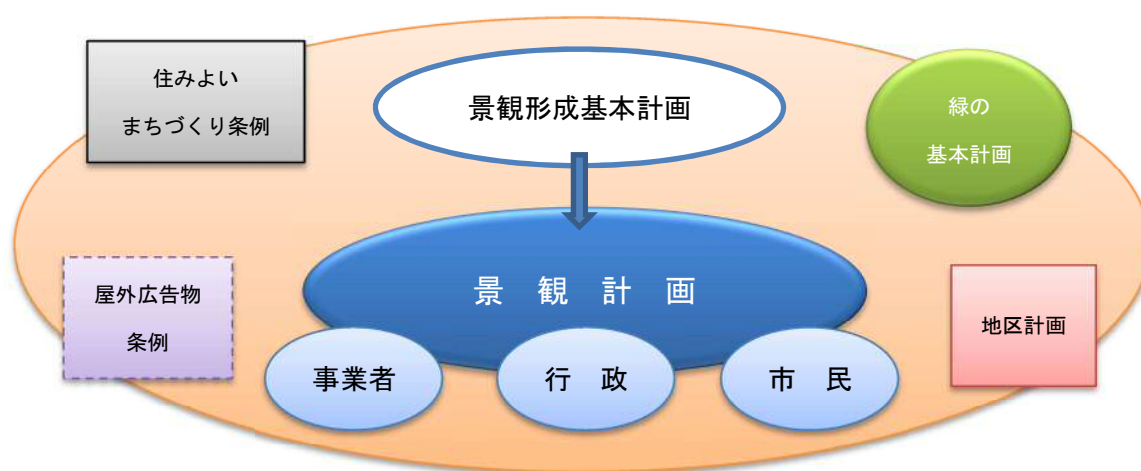 住みよい
まちづくり条例
景観形成基本計画
緑の
基本計画
屋外広告物
条例
景　観　計　画
地区計画
事業者
行　政
市　民